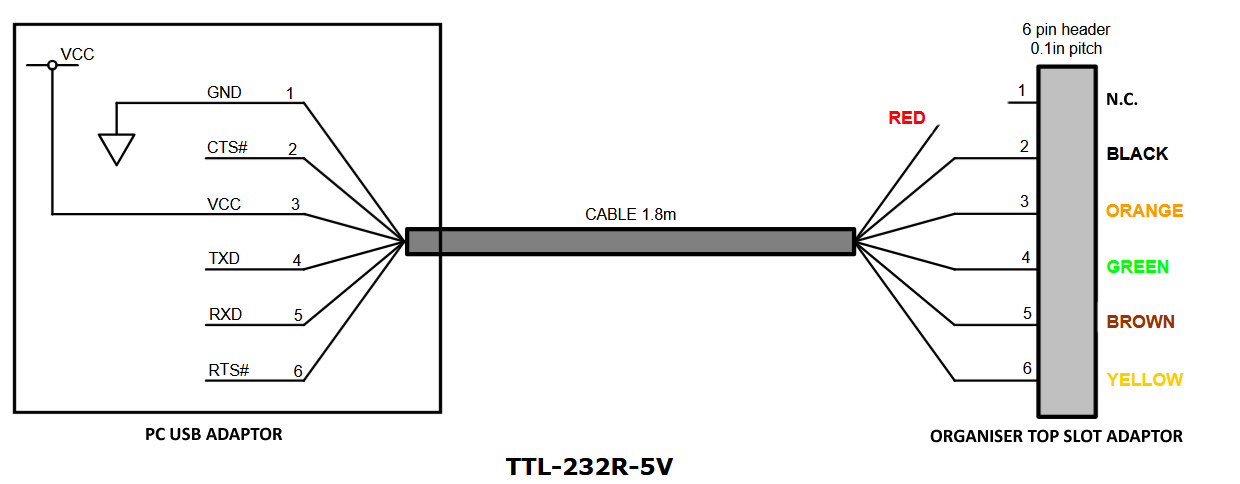 VCC
GND 1
CTS# 2
VCC 3
TXD 4
RXD 5
RTS# 6
PC USB ADAPTOR
CABLE 1.8m
RED
6 pin header
0.1in pitch
1 N.C.
2 BLACK
3 ORANGE
4 GREEN
5 BROWN
6 YELLOW
ORGANISER TOP SLOT ADAPTOR
TTL-232R-5V